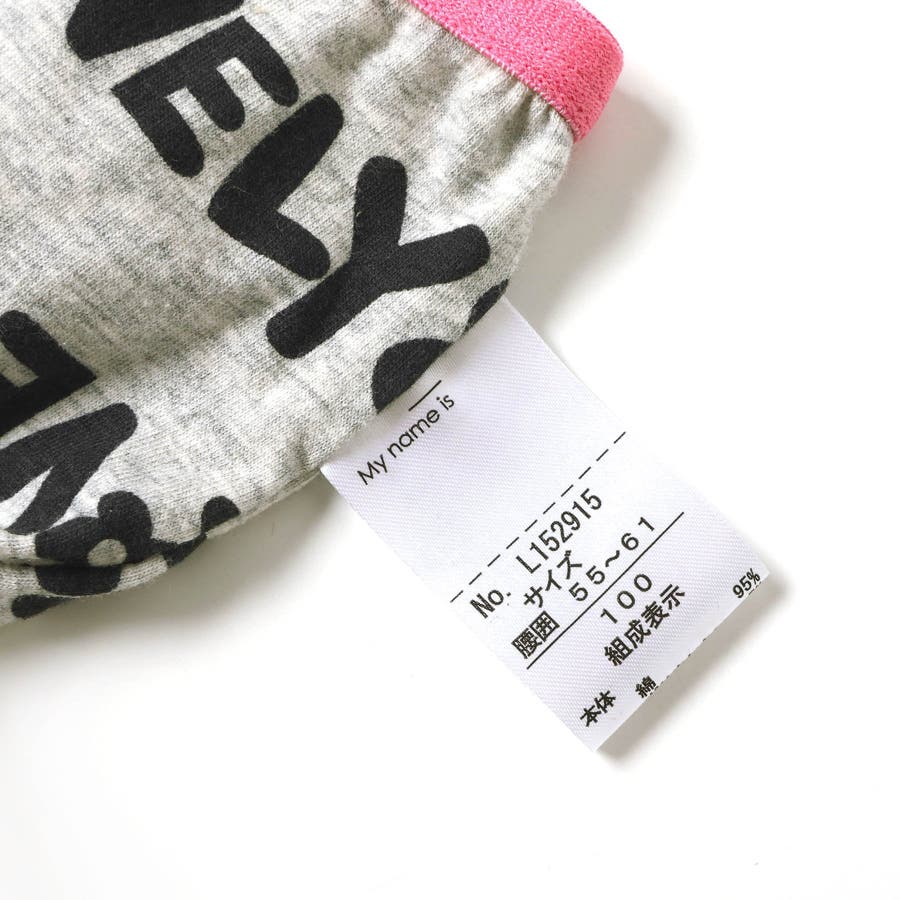 NELY
My name is
No. L152915
サイズ
腰囲 55～61
100
組成表示
本体 綿 95%